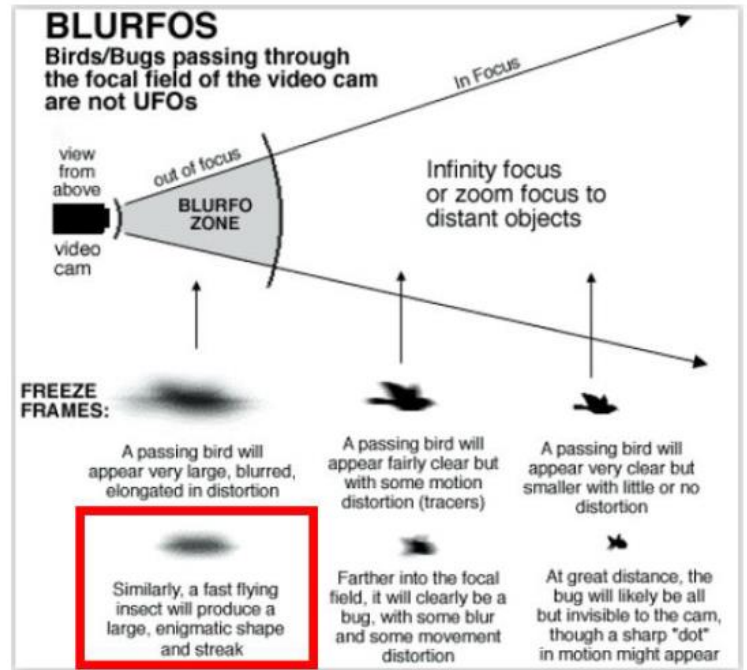 BLURFOS
Birds/Bugs passing through
the focal field of the video cam
are not UFOs
In Focus
out of focus
view
from
above
BLURFO
ZONE
video
cam
Infinity focus
or zoom focus to
distant objects
FREEZE
FRAMES:
A passing bird will
appear very large, blurred,
elongated in distortion
A passing bird will
appear fairly clear but
with some motion
distortion (tracers)
A passing bird will
appear very clear but
smaller with little or no
distortion
Similarly, a fast flying
insect will produce a
large, enigmatic shape
and streak
Farther into the focal
field, it will clearly be a
bug, with some blur
and some movement
distortion
At great distance, the
bug will likely be all
but invisible to the cam,
though a sharp "dot"
in motion might appear